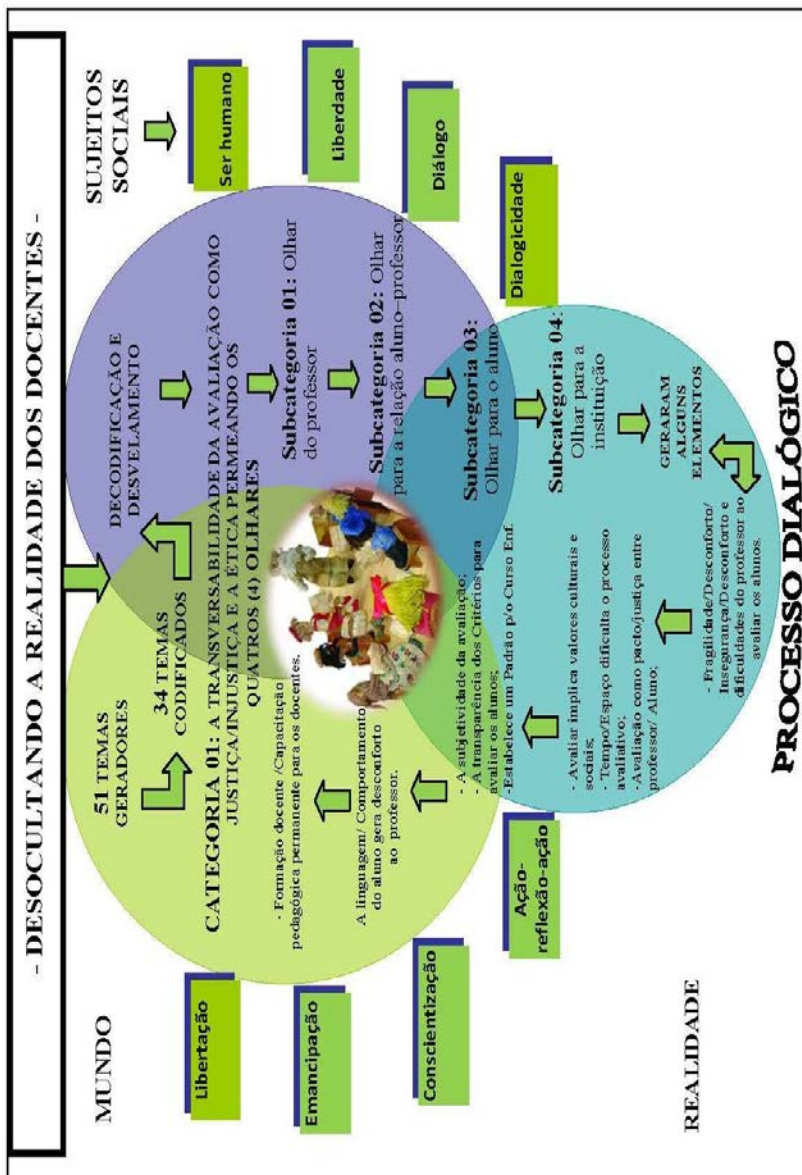 - DESOCULTANDO A REALIDADE DOS DOCENTES -
MUNDO
SUJEITOS
SOCIAIS
51 TEMAS
GERADORES
34 TEMAS
CODIFICADOS
DECODIFICAÇÃO E
DESVELAMENTO
CATEGORIA 01: A TRANSVERSABILIDADE DA AVALIAÇÃO COMO
JUSTIÇA/INJUSTIÇA E A ÉTICA PERMEANDO OS
QUATROS (4) OLHARES
Subcategoria 01: Olhar
do professor
Subcategoria 02: Olhar
para a relação aluno-professor
Subcategoria 03:
Olhar para o aluno
Subcategoria 04:
Olhar para a
instituição
GERARAM
ALGUNS
ELEMENTOS
- Fragilidade/Desconforto/
Insegurança/Desconforto e
dificuldades do professor ao
avaliar os alunos.
- Avaliar implica valores culturais e
sociais;
- Tempo/Espaço dificulta o processo
avaliativo;
-Avaliação como pacto/justiça entre
professor/ Aluno;
- A subjetividade da avaliação;
- A transparência dos Critérios para
avaliar os alunos;
-Estabelece um Padrão p/o Curso Enf.
A linguagem/ Comportamento
do aluno gera desconforto
ao professor.
- Formação docente /Capacitação
pedagógica permanente para os docentes.
Libertação
Emancipação
Conscientização
Ação-
reflexão-ação
Ser humano
Liberdade
Diálogo
Dialogicidade
REALIDADE
PROCESSO DIALÓGICO